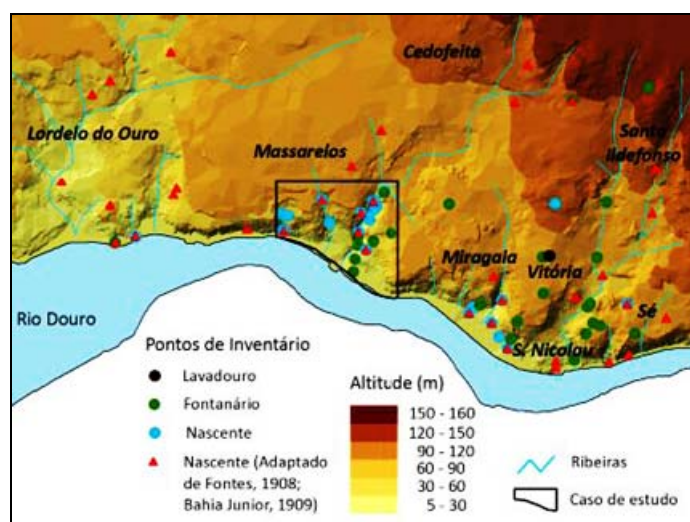 Cedofeita
Lordelo do Ouro
Massarelos
Santo
Ildefonso
Miragaia
Vitória
Sé
S. Nicolau
Rio Douro
Pontos de Inventário
Lavadouro
Fontanário
Nascente
Nascente (Adaptado
de Fontes, 1908;
Bahia Junior, 1909)
Altitude (m)
150 - 160
120 - 150
90 - 120
60 - 90
30 - 60
5 - 30
Ribeiras
Caso de estudo